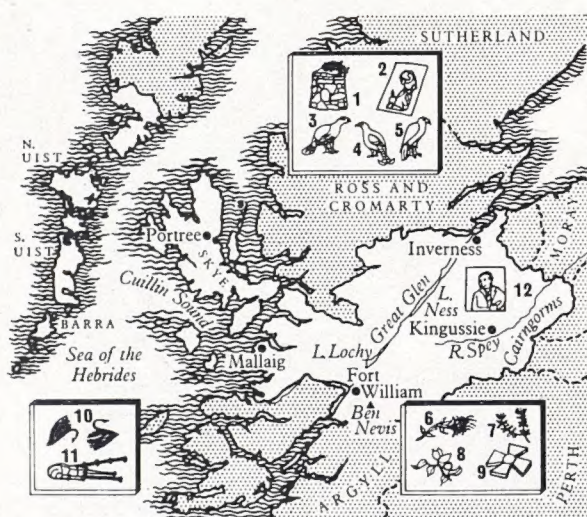 SUTHERLAND
1
2
3
4
5
N.
UIST
S.
UIST
ROSS AND
CROMARTY
MORAY
Portree
SKYE
Inverness
12
Cuillin Sound
Great Glen
L.
Ness
Kingussie
R. Spey
Cairngorms
BARRA
Sea of the
Hebrides
Mallaig
L. Lochy
Fort
William
Ben
Nevis
10
11
6
7
8
9
ARGYLL
PERTH